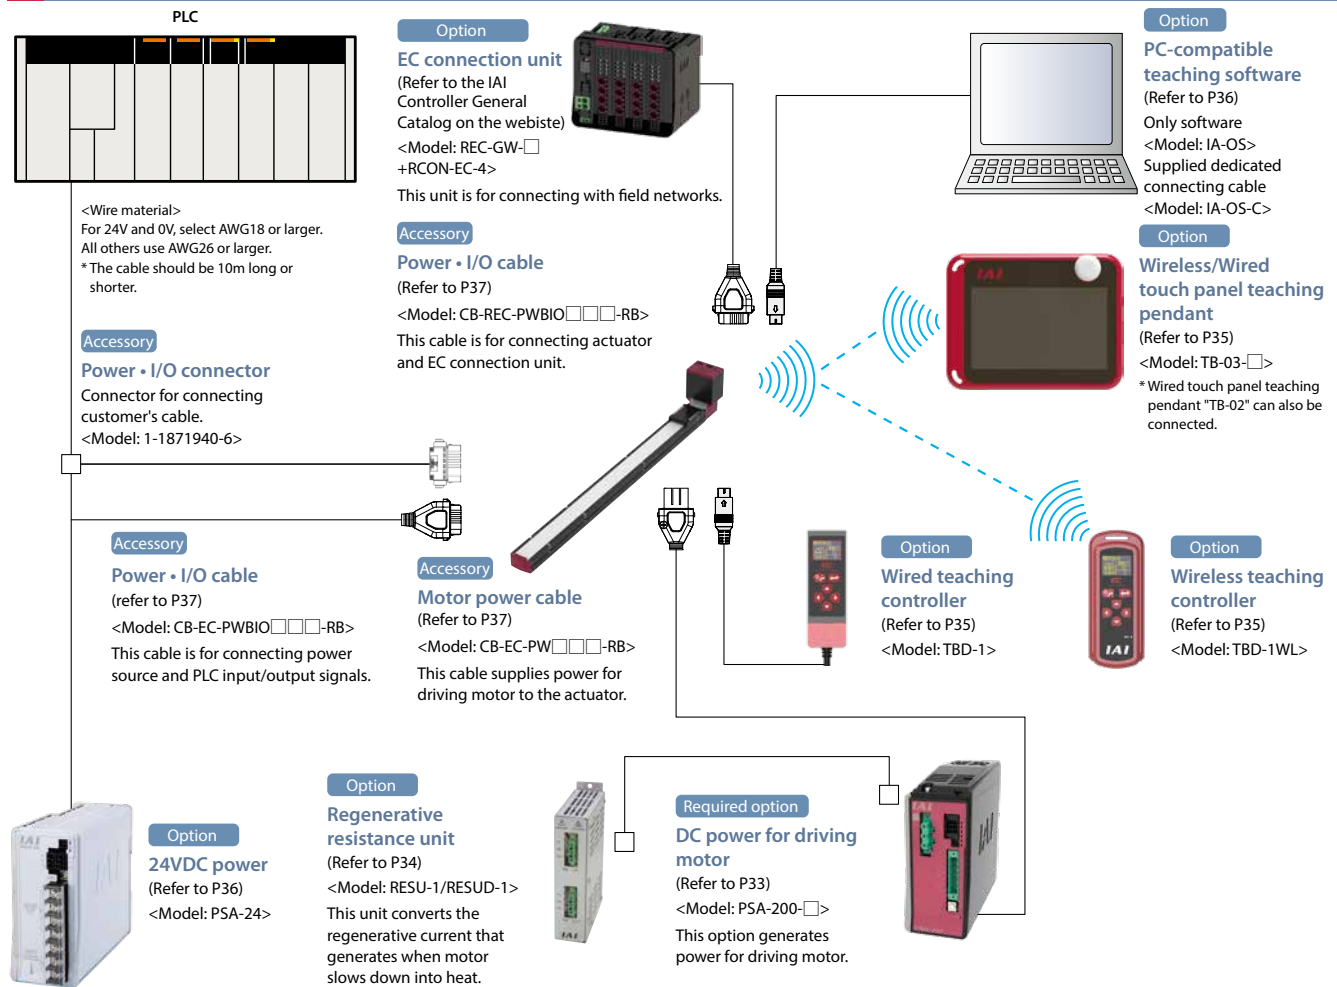 PLC
<Wire material>
For 24V and 0V, select AWG18 or larger.
All others use AWG26 or larger.
* The cable should be 10m long or
shorter.
Accessory
Power • I/O connector
Connector for connecting
customer's cable.
<Model: 1-1871940-6>
Accessory
Power • I/O cable
(refer to P37)
<Model: CB-EC-PWBIO□□□-RB>
This cable is for connecting power
source and PLC input/output signals.
Option
24VDC power
(Refer to P36)
<Model: PSA-24>
Option
EC connection unit
(Refer to the IAI
Controller General
Catalog on the webiste)
<Model: REC-GW-□
+RCON-EC-4>
This unit is for connecting with field networks.
Accessory
Power • I/O cable
(Refer to P37)
<Model: CB-REC-PWBIO□□□-RB>
This cable is for connecting actuator
and EC connection unit.
Accessory
Motor power cable
(Refer to P37)
<Model: CB-EC-PW□□□-RB>
This cable supplies power for
driving motor to the actuator.
Option
Regenerative
resistance unit
(Refer to P34)
<Model: RESU-1/RESUD-1>
This unit converts the
regenerative current that
generates when motor
slows down into heat.
Required option
DC power for driving
motor
(Refer to P33)
<Model: PSA-200-□>
This option generates
power for driving motor.
Option
PC-compatible
teaching software
(Refer to P36)
Only software
<Model: IA-OS>
Supplied dedicated
connecting cable
<Model: IA-OS-C>
Option
Wireless/Wired
touch panel teaching
pendant
(Refer to P35)
<Model: TB-03-□>
* Wired touch panel teaching
pendant "TB-02" can also be
connected.
Option
Wired teaching
controller
(Refer to P35)
<Model: TBD-1>
Option
Wireless teaching
controller
(Refer to P35)
<Model: TBD-1WL>
IAI
IAI
IAI
IAI
IAI
IAI